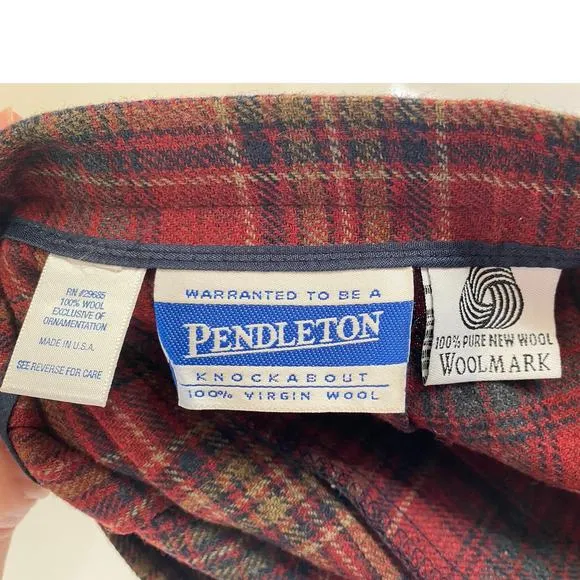 RN #29685
100% WOOL
EXCLUSIVE OF
ORNAMENTATION
MADE IN U.S.A.
SEE REVERSE FOR CARE
WARRANTED TO BE A
PENDLETON
KNOCKABOUT
100% VIRGIN WOOL
100% PURE NEW WOOL
WOOLMARK